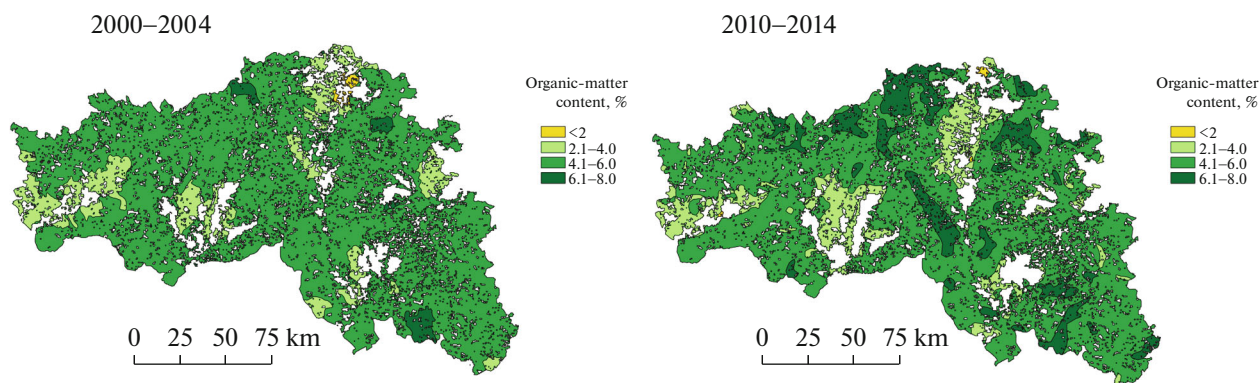 2000–2004
Organic-matter
content, %
<2
2.1–4.0
4.1–6.0
6.1–8.0
0 25 50 75 km
2010–2014
Organic-matter
content, %
<2
2.1–4.0
4.1–6.0
6.1–8.0
0 25 50 75 km